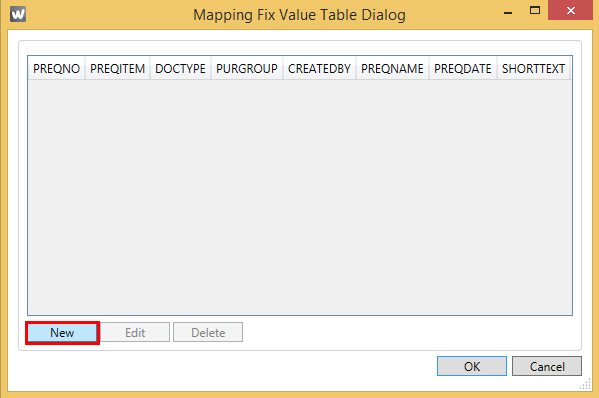 Mapping Fix Value Table Dialog
PREQNO PREQITEM DOCTYPE PURGROUP CREATEDBY PREQNAME PREQDATE SHORTTEXT
New Edit Delete
OK Cancel